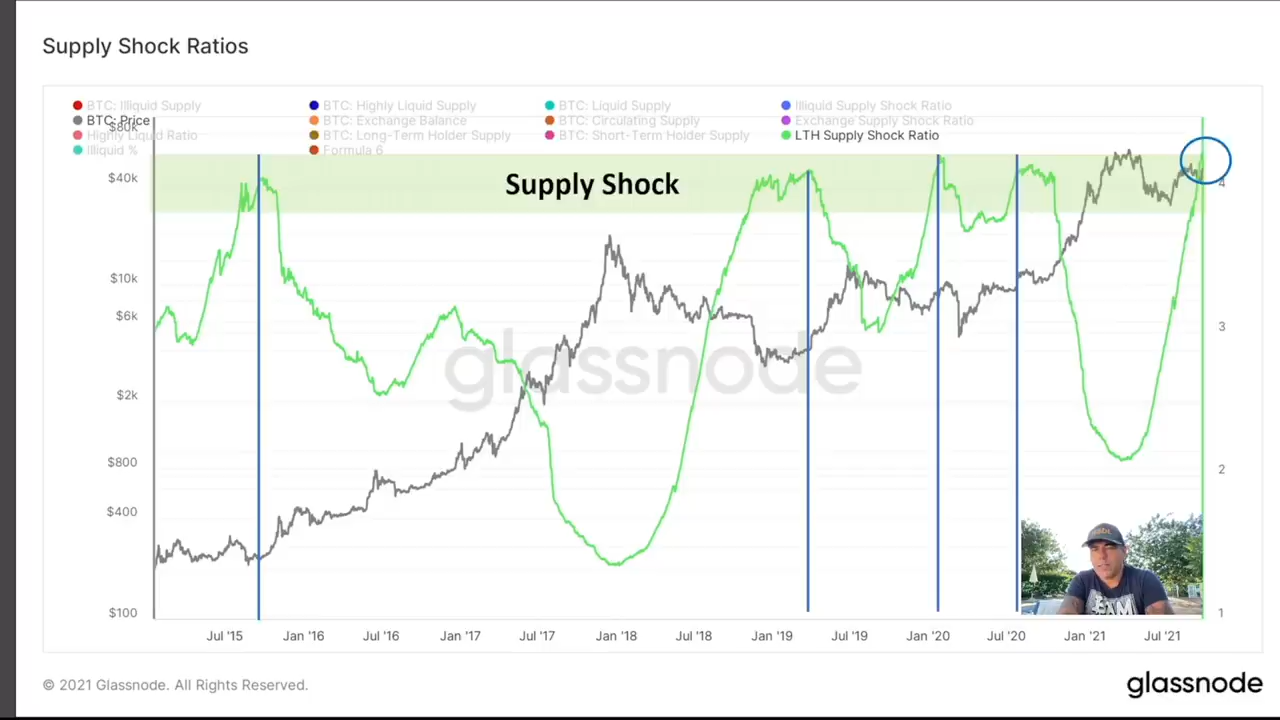 Supply Shock Ratios
BTC: Illiquid Supply
BTC: Highly Liquid Supply
BTC: Liquid Supply
Illiquid Supply Shock Ratio
BTC: Price
BTC: Exchange Balance
BTC: Circulating Supply
Exchange Supply Shock Ratio
Highly Liquid Ratio
BTC: Long-Term Holder Supply
BTC: Short-Term Holder Supply
LTH Supply Shock Ratio
Illiquid %
Formula 6
$80k
$40k
$10k
$6k
$2k
$800
$400
$100
Supply Shock
glassnode
4
3
2
1
Jul '15
Jan '16
Jul '16
Jan '17
Jul '17
Jan '18
Jul '18
Jan '19
Jul '19
Jan '20
Jul '20
Jan '21
Jul '21
© 2021 Glassnode. All Rights Reserved.
glassnode